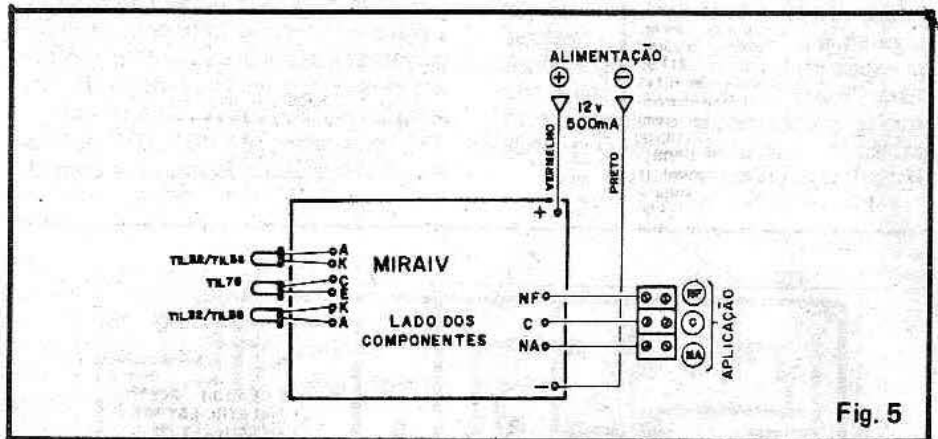 ALIMENTAÇÃO
+ −
12v
500mA
VERMELHO
PRETO
+
TIL32/TIL38
A
K
MIRAIV
TIL78
C
E
TIL32/TIL38
K
A
LADO DOS
COMPONENTES
NF
C
NA
NF
C
NA
APLICAÇÃO
−
Fig. 5